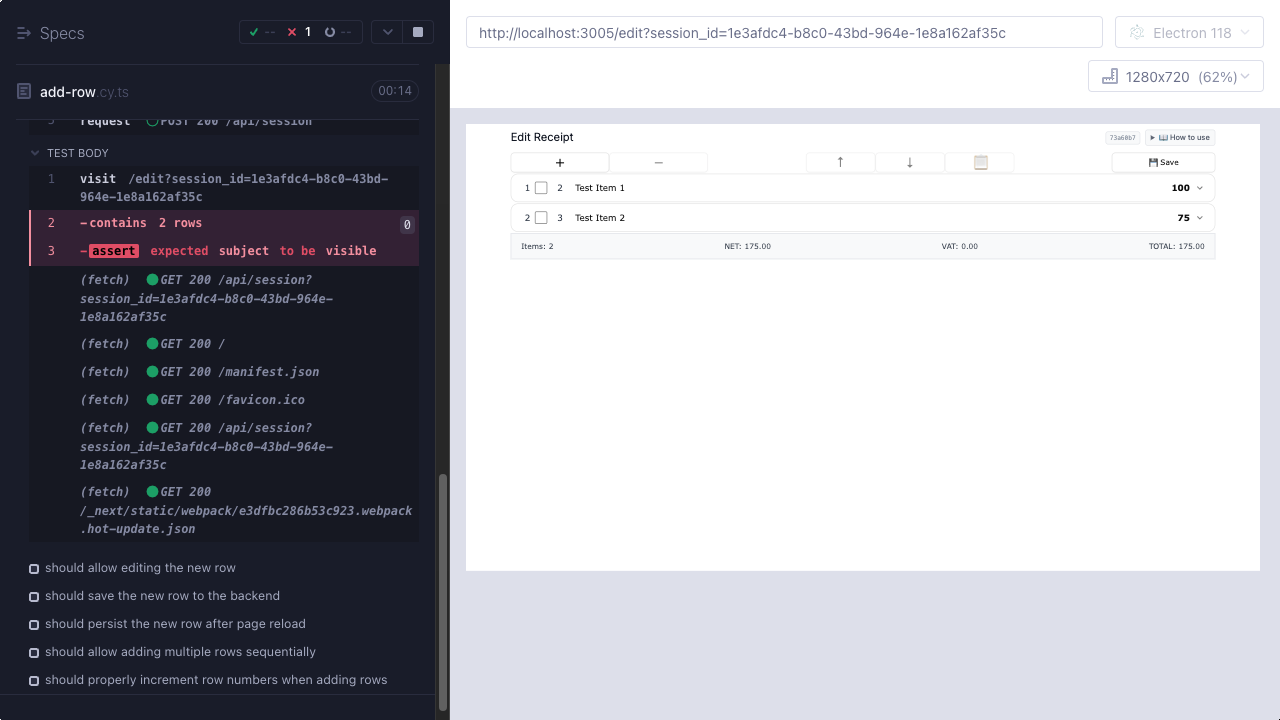 Specs
--
1
--
add-row.cy.ts
00:14
3 request POST 200 /api/session
TEST BODY
1 visit /edit?session_id=1e3afdc4-b8c0-43bd-
964e-1e8a162af35c
2 -contains 2 rows 0
3 -assert expected subject to be visible
(fetch) GET 200 /api/session?
session_id=1e3afdc4-b8c0-43bd-964e-
1e8a162af35c
(fetch) GET 200 /
(fetch) GET 200 /manifest.json
(fetch) GET 200 /favicon.ico
(fetch) GET 200 /api/session?
session_id=1e3afdc4-b8c0-43bd-964e-
1e8a162af35c
(fetch) GET 200
/_next/static/webpack/e3dfbc286b53c923.webpack
.hot-update.json
should allow editing the new row
should save the new row to the backend
should persist the new row after page reload
should allow adding multiple rows sequentially
should properly increment row numbers when adding rows
http://localhost:3005/edit?session_id=1e3afdc4-b8c0-43bd-964e-1e8a162af35c
Electron 118
1280x720 (62%)
Edit Receipt
73a60b7
How to use
+ − ↑ ↓ Save
1 2 Test Item 1 100
2 3 Test Item 2 75
Items: 2 NET: 175.00 VAT: 0.00 TOTAL: 175.00